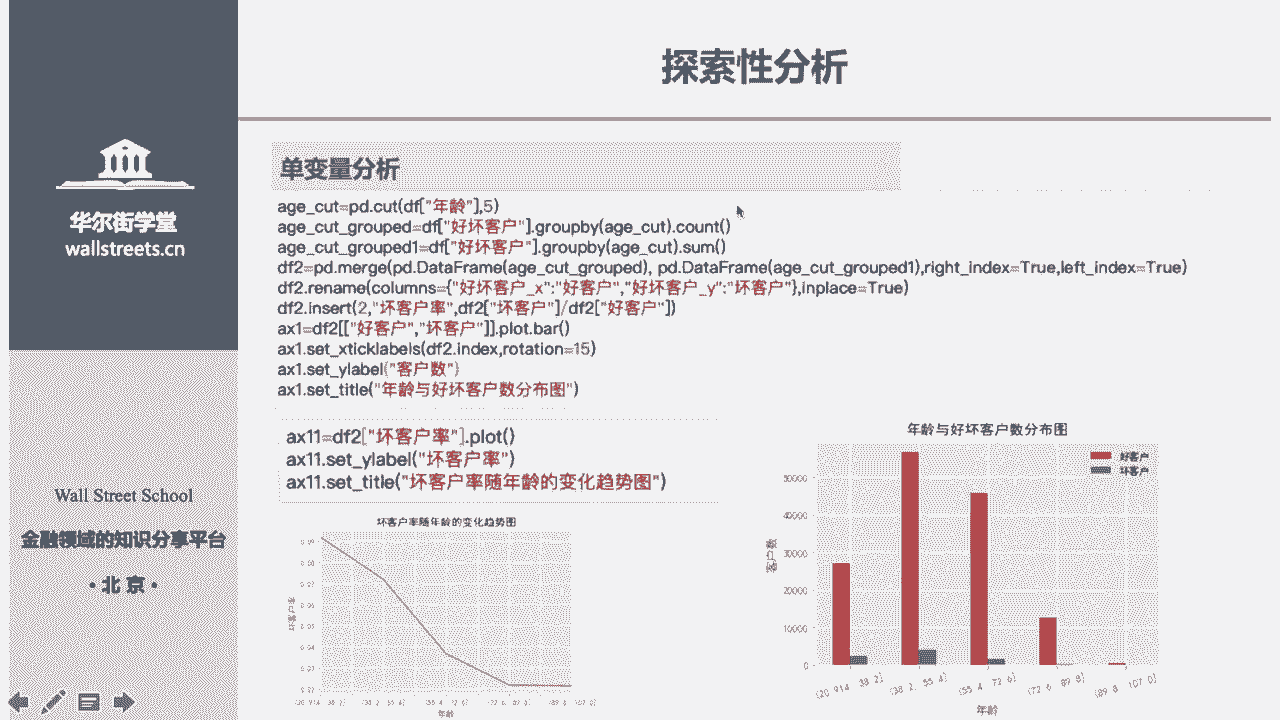 探索性分析
华尔街学堂
wallstreets.cn
Wall Street School
金融领域的知识分享平台
·北京·
单变量分析
age_cut=pd.cut(df["年龄"],5)
age_cut_grouped=df["好坏客户"].groupby(age_cut).count()
age_cut_grouped1=df["好坏客户"].groupby(age_cut).sum()
df2=pd.merge(pd.DataFrame(age_cut_grouped), pd.DataFrame(age_cut_grouped1),right_index=True,left_index=True)
df2.rename(columns={"好坏客户_x":"好客户","好坏客户_y":"坏客户"},inplace=True)
df2.insert(2,"坏客户率",df2["坏客户"]/df2["好客户"])
ax1=df2[["好客户","坏客户"]].plot.bar()
ax1.set_xticklabels(df2.index,rotation=15)
ax1.set_ylabel("客户数")
ax1.set_title("年龄与好坏客户数分布图")
ax11=df2["坏客户率"].plot()
ax11.set_ylabel("坏客户率")
ax11.set_title("坏客户率随年龄的变化趋势图")
坏客户率随年龄的变化趋势图
坏客户率
年龄
年龄与好坏客户数分布图
好客户
坏客户
50000
40000
30000
20000
10000
0
客户数
(20.914, 38.2]
(38.2, 55.4]
(55.4, 72.6]
(72.6, 89.8]
(89.8, 107.0]
年龄